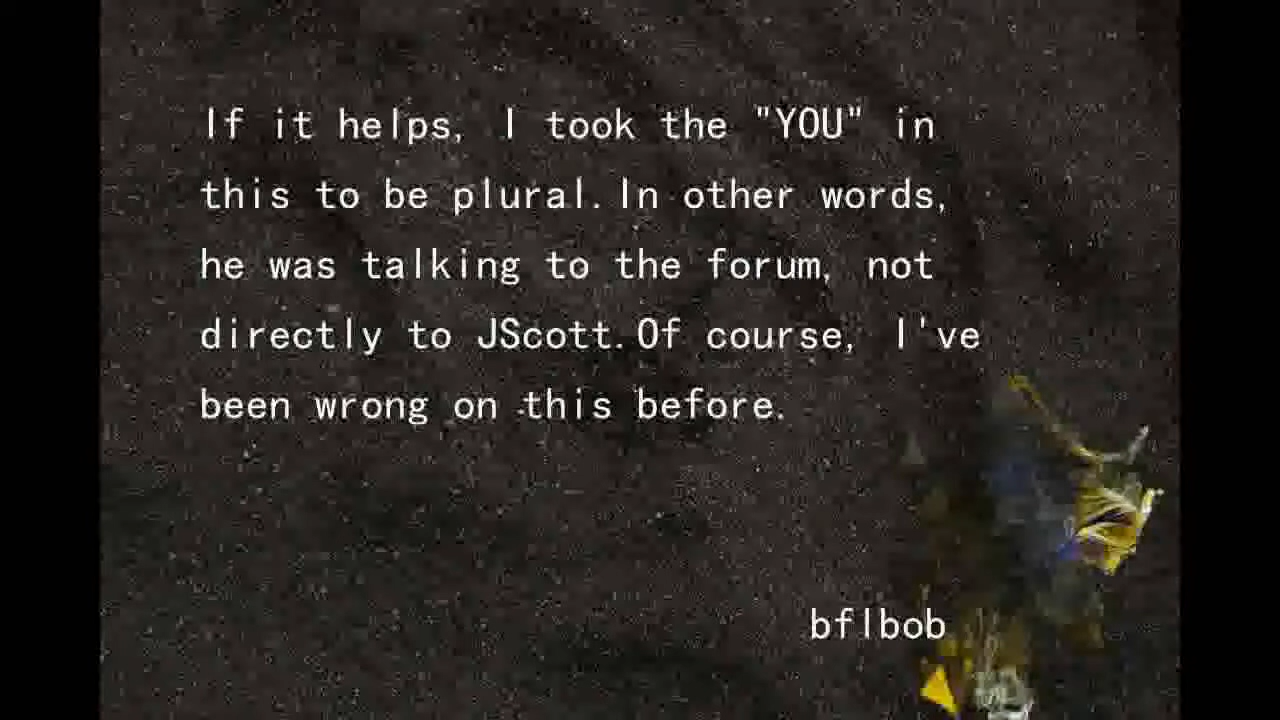 If it helps, I took the "YOU" in
this to be plural.In other words,
he was talking to the forum, not
directly to JScott.Of course, I've
been wrong on this before.
bflbob